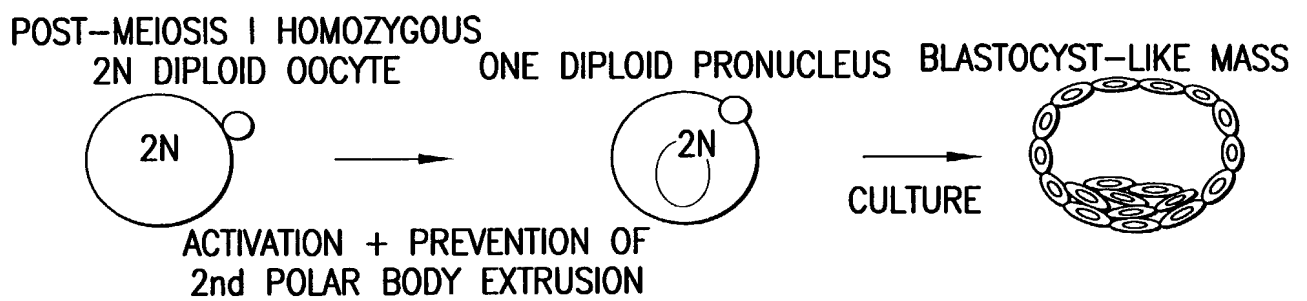 POST-MEIOSIS I HOMOZYGOUS
2N DIPLOID OOCYTE
ONE DIPLOID PRONUCLEUS
BLASTOCYST-LIKE MASS
2N
2N
CULTURE
ACTIVATION + PREVENTION OF
2nd POLAR BODY EXTRUSION